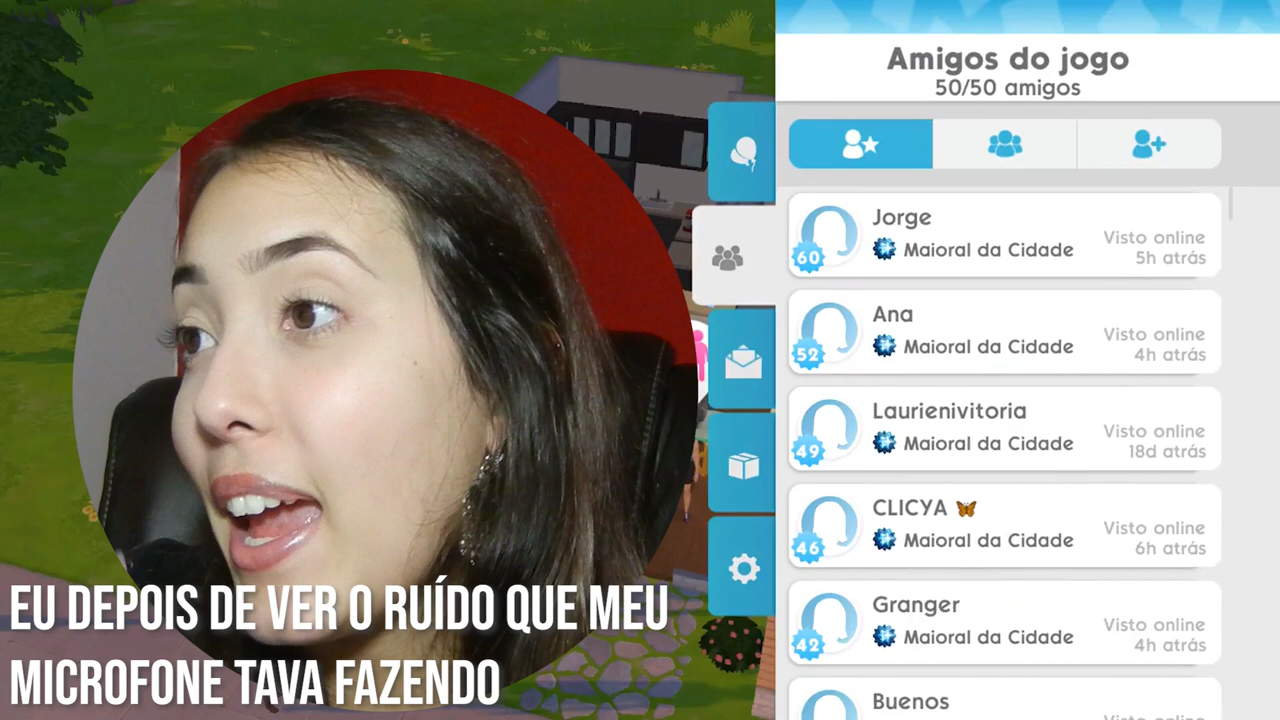 Amigos do jogo
50/50 amigos
Jorge
60
Maioral da Cidade
Visto online
5h atrás
Ana
52
Maioral da Cidade
Visto online
4h atrás
Laurienivitoria
49
Maioral da Cidade
Visto online
18d atrás
CLICYA 🦋
46
Maioral da Cidade
Visto online
6h atrás
Granger
42
Maioral da Cidade
Visto online
4h atrás
Buenos
EU DEPOIS DE VER O RUÍDO QUE MEU
MICROFONE TAVA FAZENDO